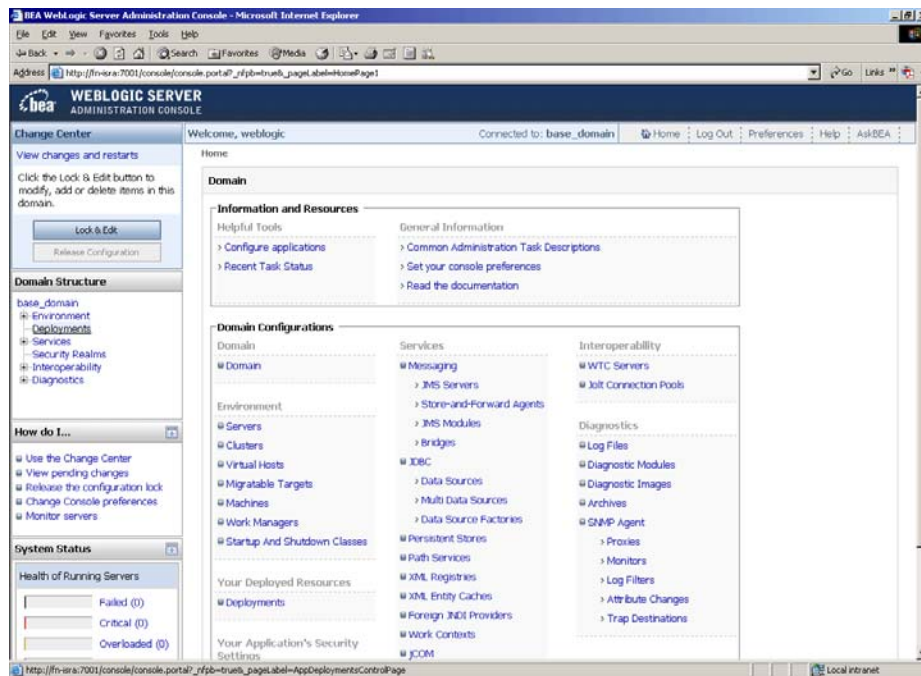 BEA WebLogic Server Administration Console - Microsoft Internet Explorer
File Edit View Favorites Tools Help
Back Search Favorites Media
Address http://fn-isra:7001/console/console.portal?_nfpb=true&_pageLabel=HomePage1 Go Links »
bea WEBLOGIC SERVER
ADMINISTRATION CONSOLE
Change Center
View changes and restarts
Click the Lock & Edit button to
modify, add or delete items in this
domain.
Lock & Edit
Release Configuration
Domain Structure
base_domain
Environment
Deployments
Services
Security Realms
Interoperability
Diagnostics
How do I...
Use the Change Center
View pending changes
Release the configuration lock
Change Console preferences
Monitor servers
System Status
Health of Running Servers
Failed (0)
Critical (0)
Overloaded (0)
Welcome, weblogic Connected to: base_domain Home Log Out Preferences Help AskBEA
Home
Domain
Information and Resources
Helpful Tools
› Configure applications
› Recent Task Status
General Information
› Common Administration Task Descriptions
› Set your console preferences
› Read the documentation
Domain Configurations
Domain
Domain
Environment
Servers
Clusters
Virtual Hosts
Migratable Targets
Machines
Work Managers
Startup And Shutdown Classes
Your Deployed Resources
Deployments
Your Application's Security
Settings
Services
Messaging
› JMS Servers
› Store-and-Forward Agents
› JMS Modules
› Bridges
JDBC
› Data Sources
› Multi Data Sources
› Data Source Factories
Persistent Stores
Path Services
XML Registries
XML Entity Caches
Foreign JNDI Providers
Work Contexts
jCOM
Interoperability
WTC Servers
Jolt Connection Pools
Diagnostics
Log Files
Diagnostic Modules
Diagnostic Images
Archives
SNMP Agent
› Proxies
› Monitors
› Log Filters
› Attribute Changes
› Trap Destinations
http://fn-isra:7001/console/console.portal?_nfpb=true&_pageLabel=AppDeploymentsControlPage Local intranet